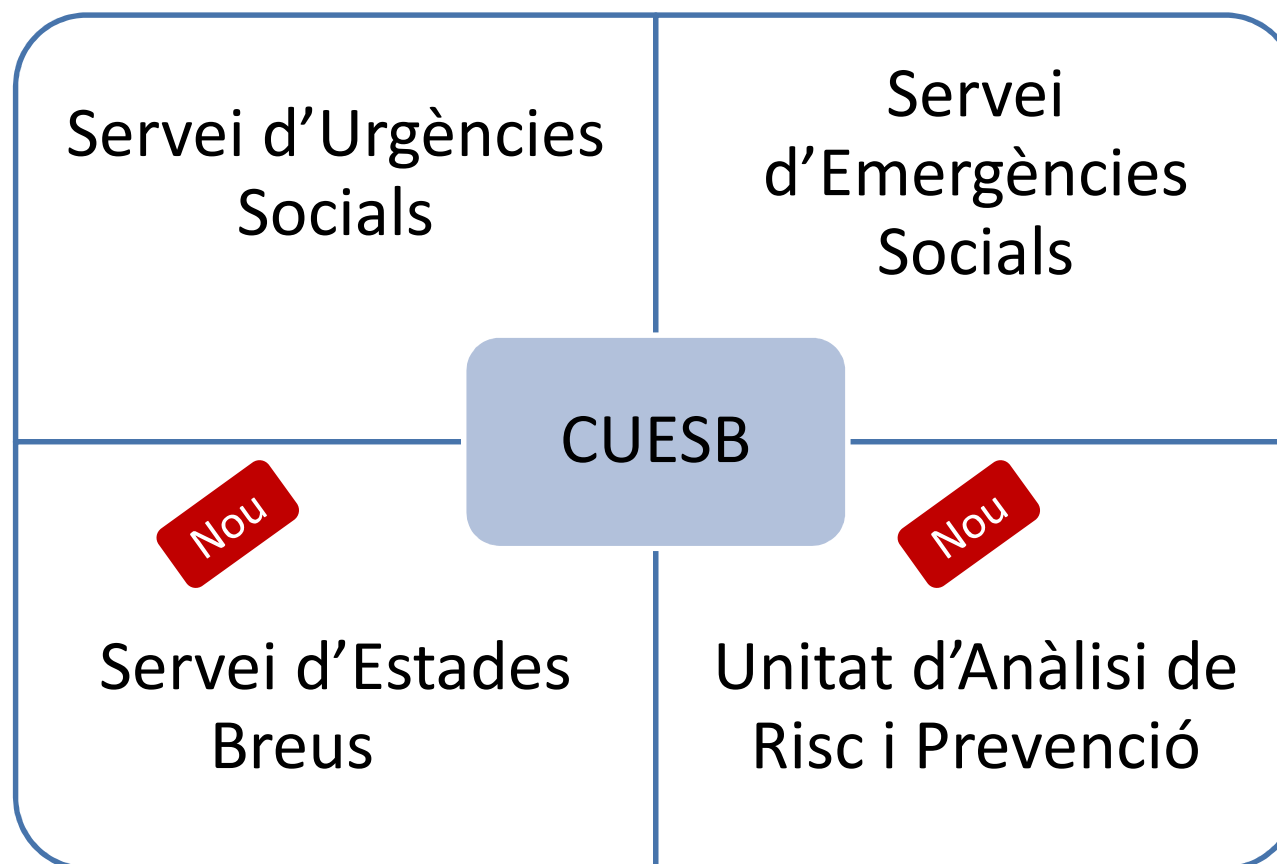 Servei d’Urgències
Socials
Servei
d’Emergències
Socials
CUESB
Nou
Servei d’Estades
Breus
Nou
Unitat d’Anàlisi de
Risc i Prevenció